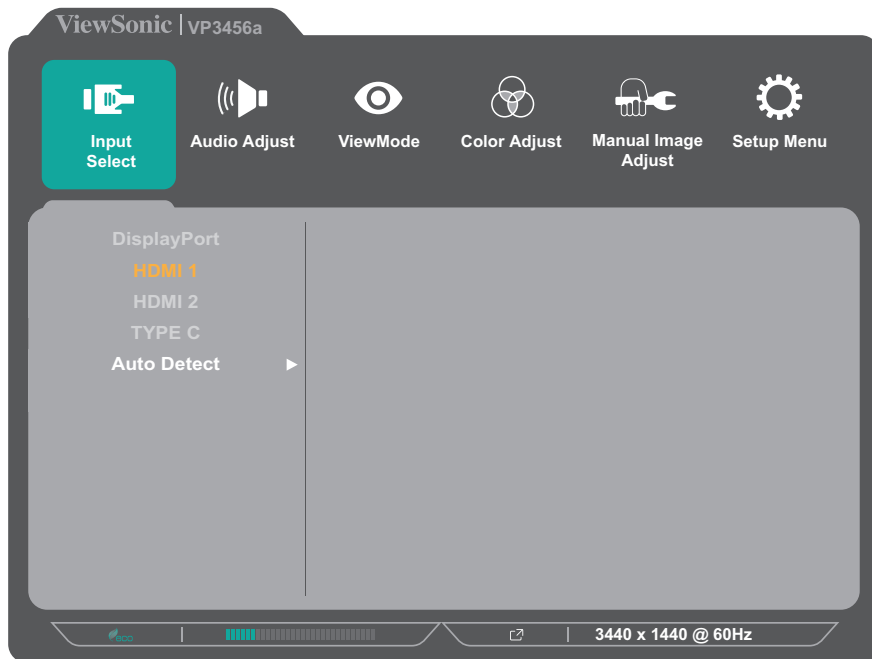 ViewSonic VP3456a
Input
Select
Audio Adjust
ViewMode
Color Adjust
Manual Image
Adjust
Setup Menu
DisplayPort
HDMI 1
HDMI 2
TYPE C
Auto Detect
eco
3440 x 1440 @ 60Hz